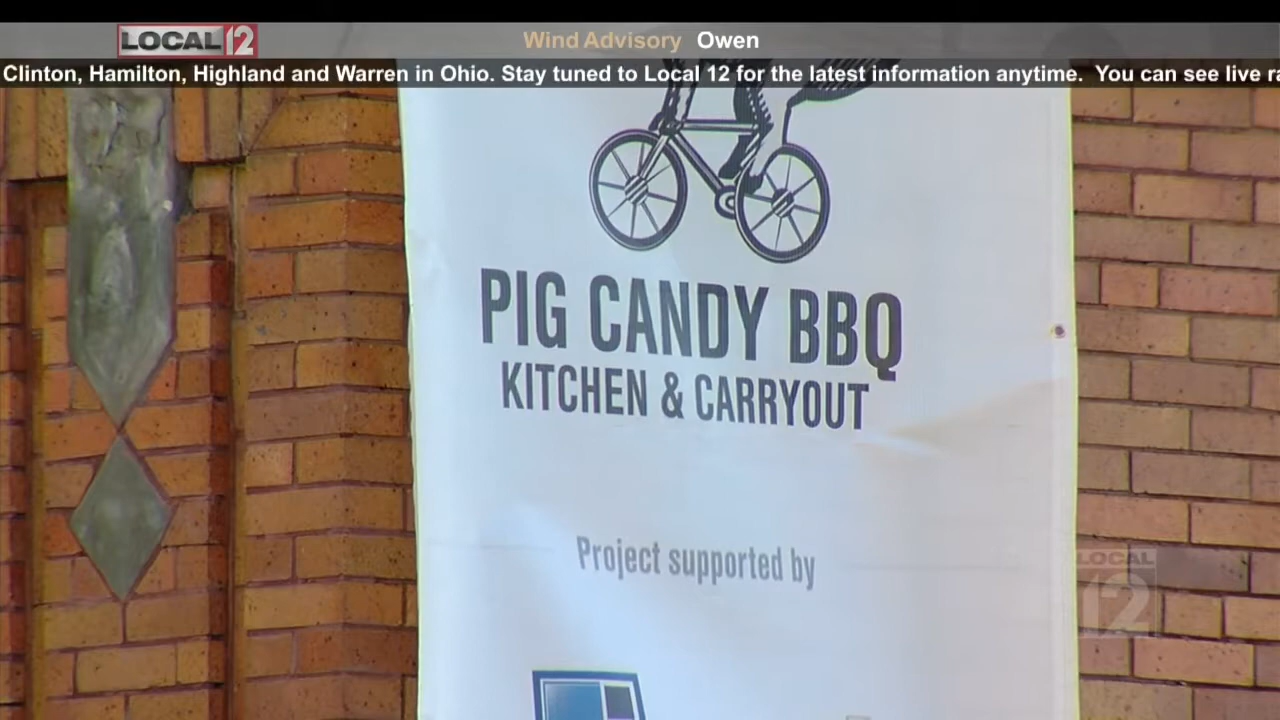 LOCAL 12
Wind Advisory Owen
Clinton, Hamilton, Highland and Warren in Ohio. Stay tuned to Local 12 for the latest information anytime. You can see live
PIG CANDY BBQ
KITCHEN & CARRYOUT
Project supported by
LOCAL
12